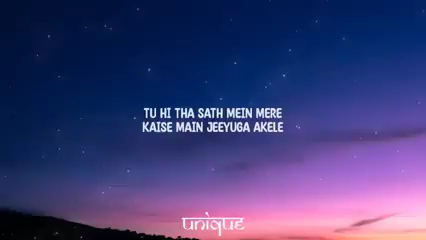 TU HI THA SATH MEIN MERE
KAISE MAIN JEEYUGA AKELE
UNIQUE